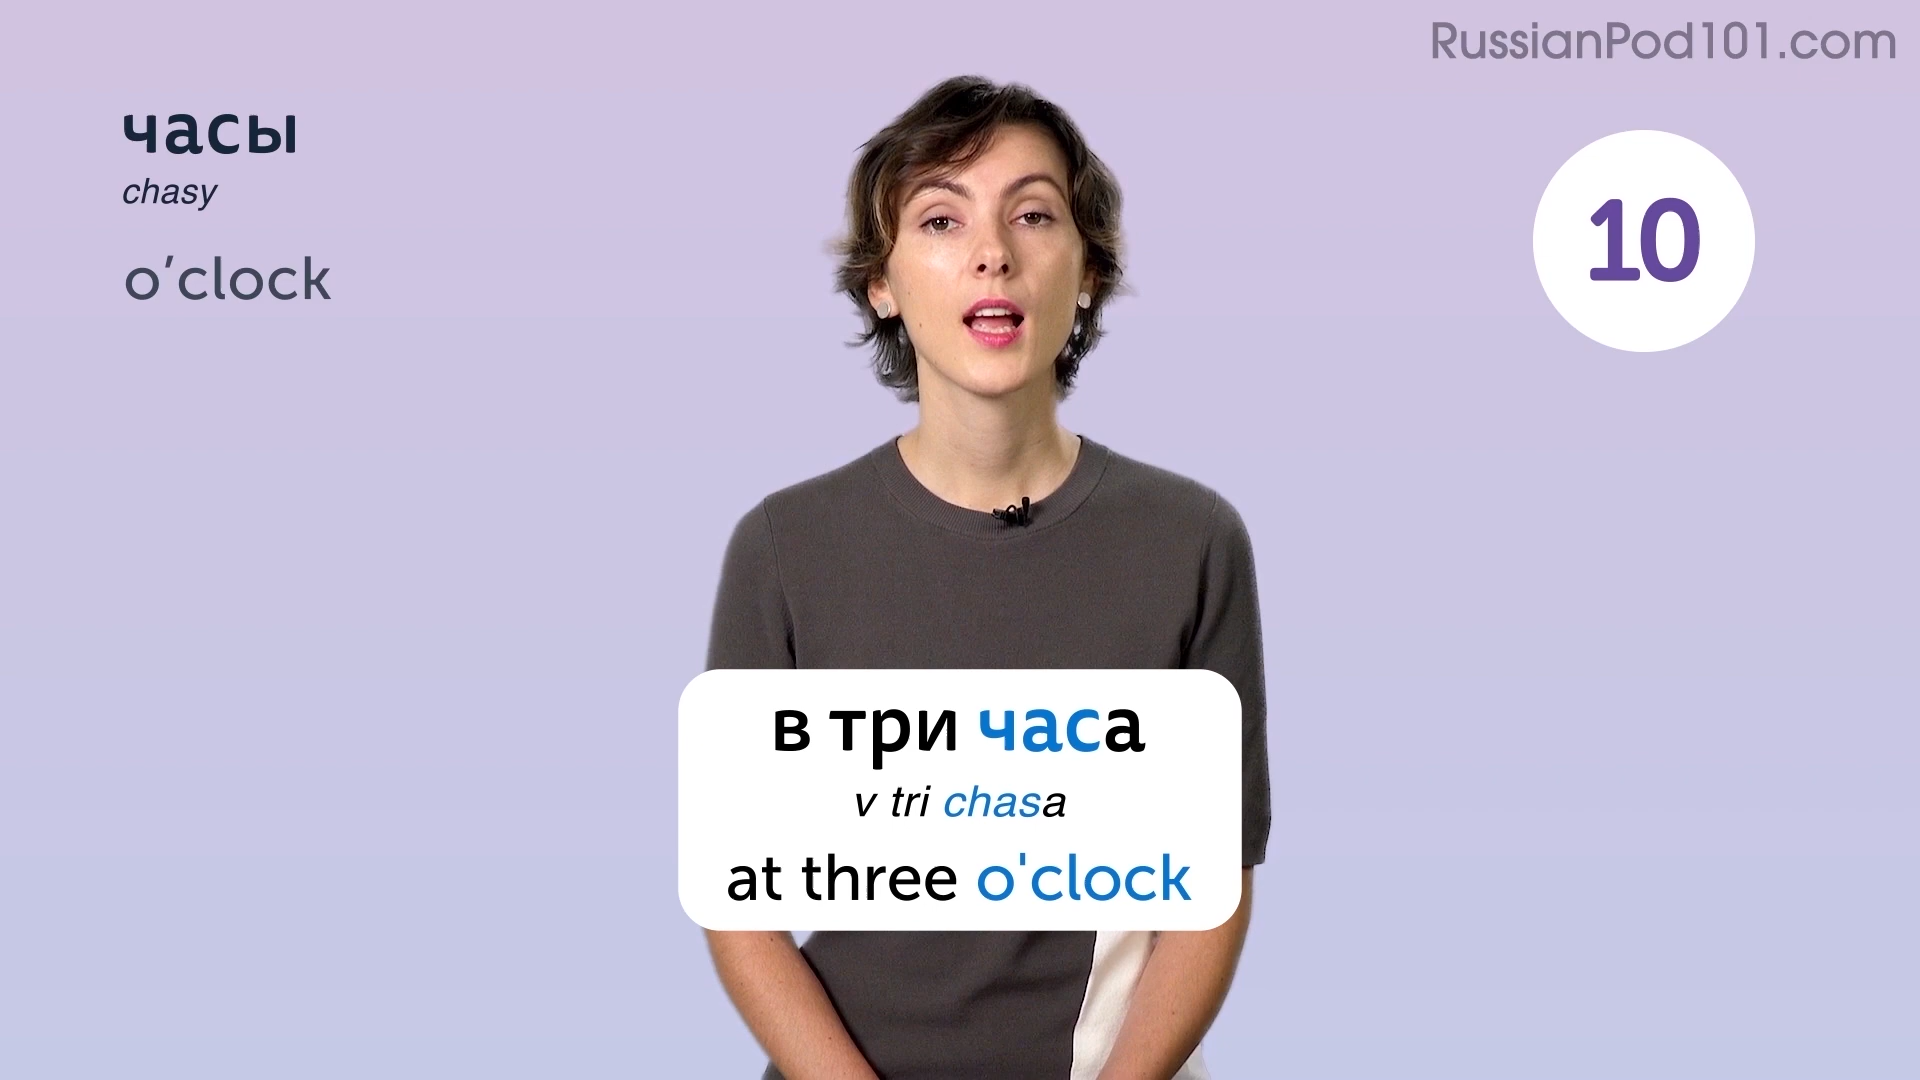 RussianPod101.com
часы
chasy
o’clock
10
в три часа
v tri chasa
at three o'clock